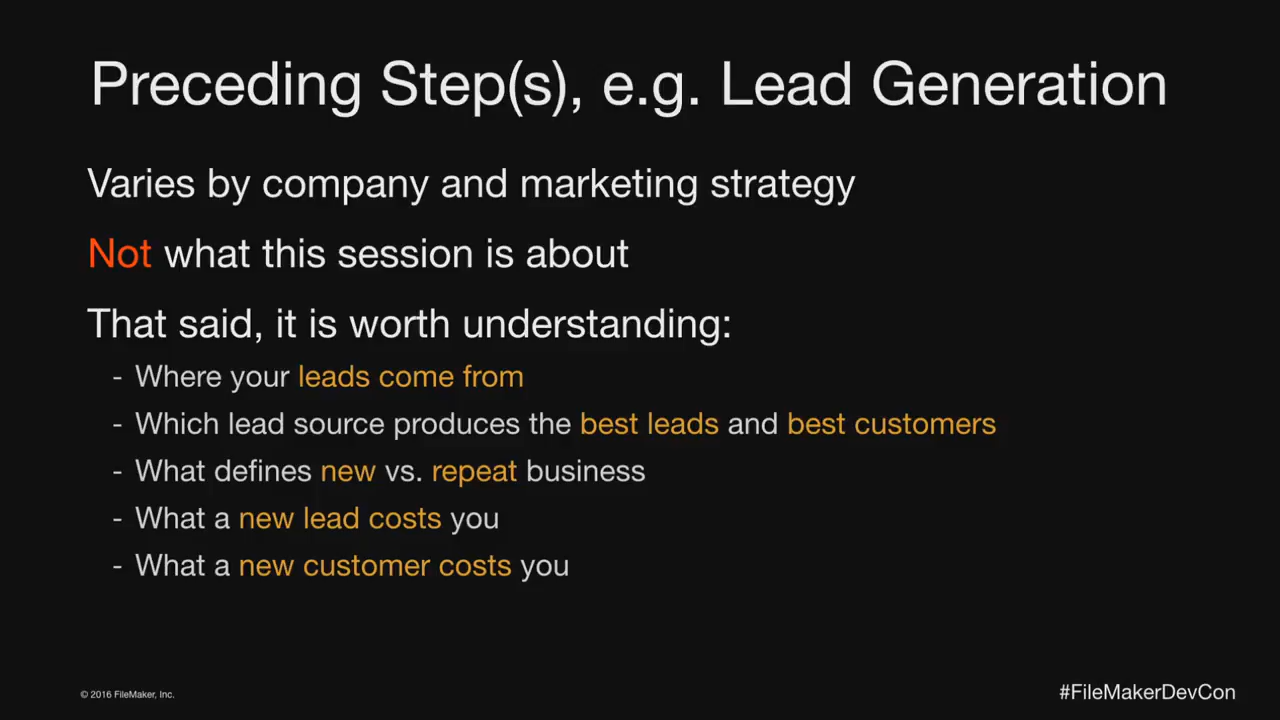 Preceding Step(s), e.g. Lead Generation
Varies by company and marketing strategy
Not what this session is about
That said, it is worth understanding:
- Where your leads come from
- Which lead source produces the best leads and best customers
- What defines new vs. repeat business
- What a new lead costs you
- What a new customer costs you
© 2016 FileMaker, Inc.
#FileMakerDevCon